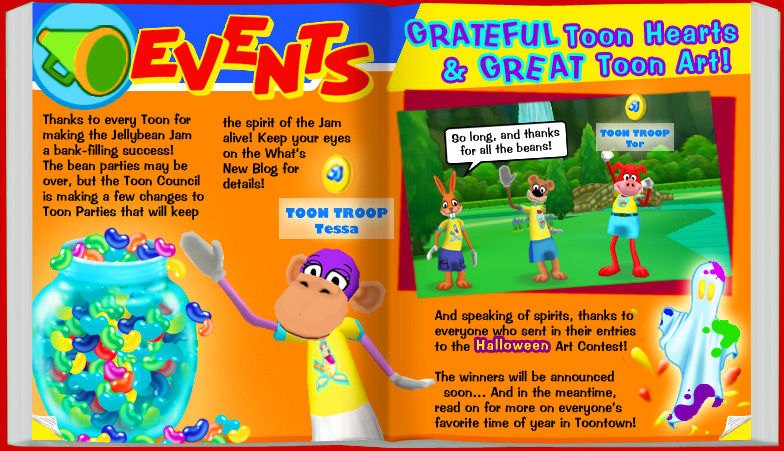 EVENTS
Thanks to every Toon for
making the Jellybean Jam
a bank-filling success!
The bean parties may be
over, but the Toon Council
is making a few changes to
Toon Parties that will keep
the spirit of the Jam
alive! Keep your eyes
on the What's
New Blog for
details!
TOON TROOP
Tessa
GRATEFUL Toon Hearts
& GREAT Toon Art!
So long, and thanks
for all the beans!
TOON TROOP
Tor
And speaking of spirits, thanks to
everyone who sent in their entries
to the Halloween Art Contest!
The winners will be announced
soon... And in the meantime,
read on for more on everyone's
favorite time of year in Toontown!